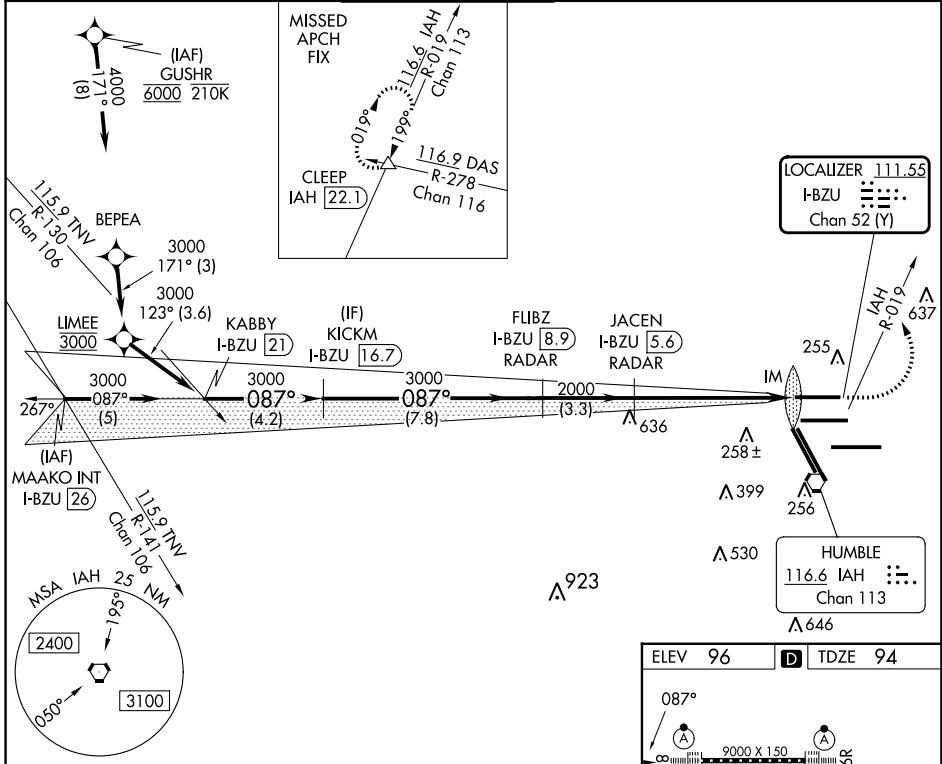 MISSED
APCH
FIX
116.6 IAH
R-019
Chan 113
019°
199°
116.9 DAS
R-278
Chan 116
CLEEP
IAH 22.1
(IAF)
GUSHR
6000 210K
4000
171°
(8)
LOCALIZER 111.55
I-BZU
Chan 52 (Y)
115.9 TNV
R-130
Chan 106
BEPEA
3000
171° (3)
3000
123° (3.6)
LIMEE
3000
KABBY
I-BZU 21
(IF)
KICKM
I-BZU 16.7
FLIBZ
I-BZU 8.9
RADAR
JACEN
I-BZU 5.6
RADAR
IAH
R-019
637
255
IM
267°
3000
087°
(5)
3000
087°
(4.2)
3000
087°
(7.8)
2000
(3.3)
636
258 ±
399
256
530
923
646
(IAF)
MAAKO INT
I-BZU 26
115.9 TNV
R-141
Chan 106
HUMBLE
116.6 IAH
Chan 113
MSA IAH 25 NM
195°
2400
050°
3100
ELEV 96 D TDZE 94
087°
A
A
8
9000 X 150